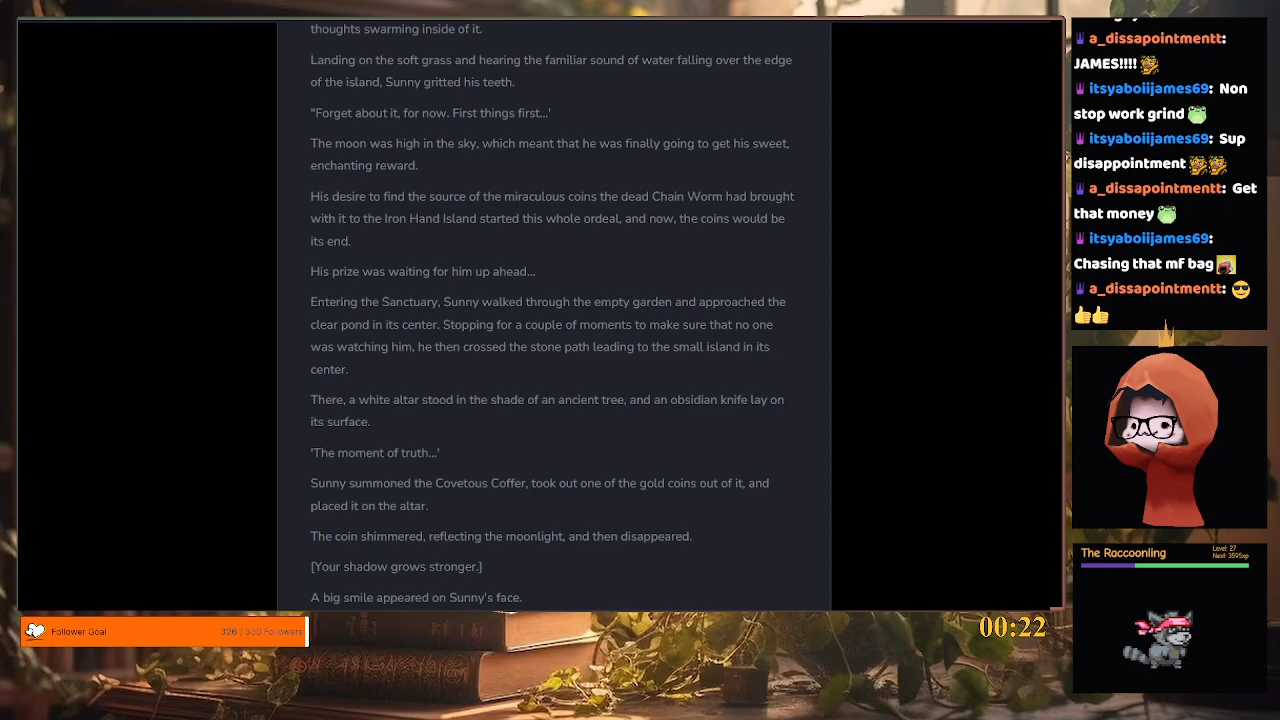 thoughts swarming inside of it.
Landing on the soft grass and hearing the familiar sound of water falling over the edge
of the island, Sunny gritted his teeth.
"Forget about it, for now. First things first...'
The moon was high in the sky, which meant that he was finally going to get his sweet,
enchanting reward.
His desire to find the source of the miraculous coins the dead Chain Worm had brought
with it to the Iron Hand Island started this whole ordeal, and now, the coins would be
its end.
His prize was waiting for him up ahead...
Entering the Sanctuary, Sunny walked through the empty garden and approached the
clear pond in its center. Stopping for a couple of moments to make sure that no one
was watching him, he then crossed the stone path leading to the small island in its
center.
There, a white altar stood in the shade of an ancient tree, and an obsidian knife lay on
its surface.
'The moment of truth...'
Sunny summoned the Covetous Coffer, took out one of the gold coins out of it, and
placed it on the altar.
The coin shimmered, reflecting the moonlight, and then disappeared.
[Your shadow grows stronger.]
A big smile appeared on Sunny's face.
a_dissapointmentt:
JAMES!!!!
itsyaboiijames69: Non
stop work grind
itsyaboiijames69: Sup
disappointment
a_dissapointmentt: Get
that money
itsyaboiijames69:
Chasing that mf bag
a_dissapointmentt:
The Raccoonling
Level: 27
Next: 3595xp
Follower Goal
326 / 330 Followers
00:22